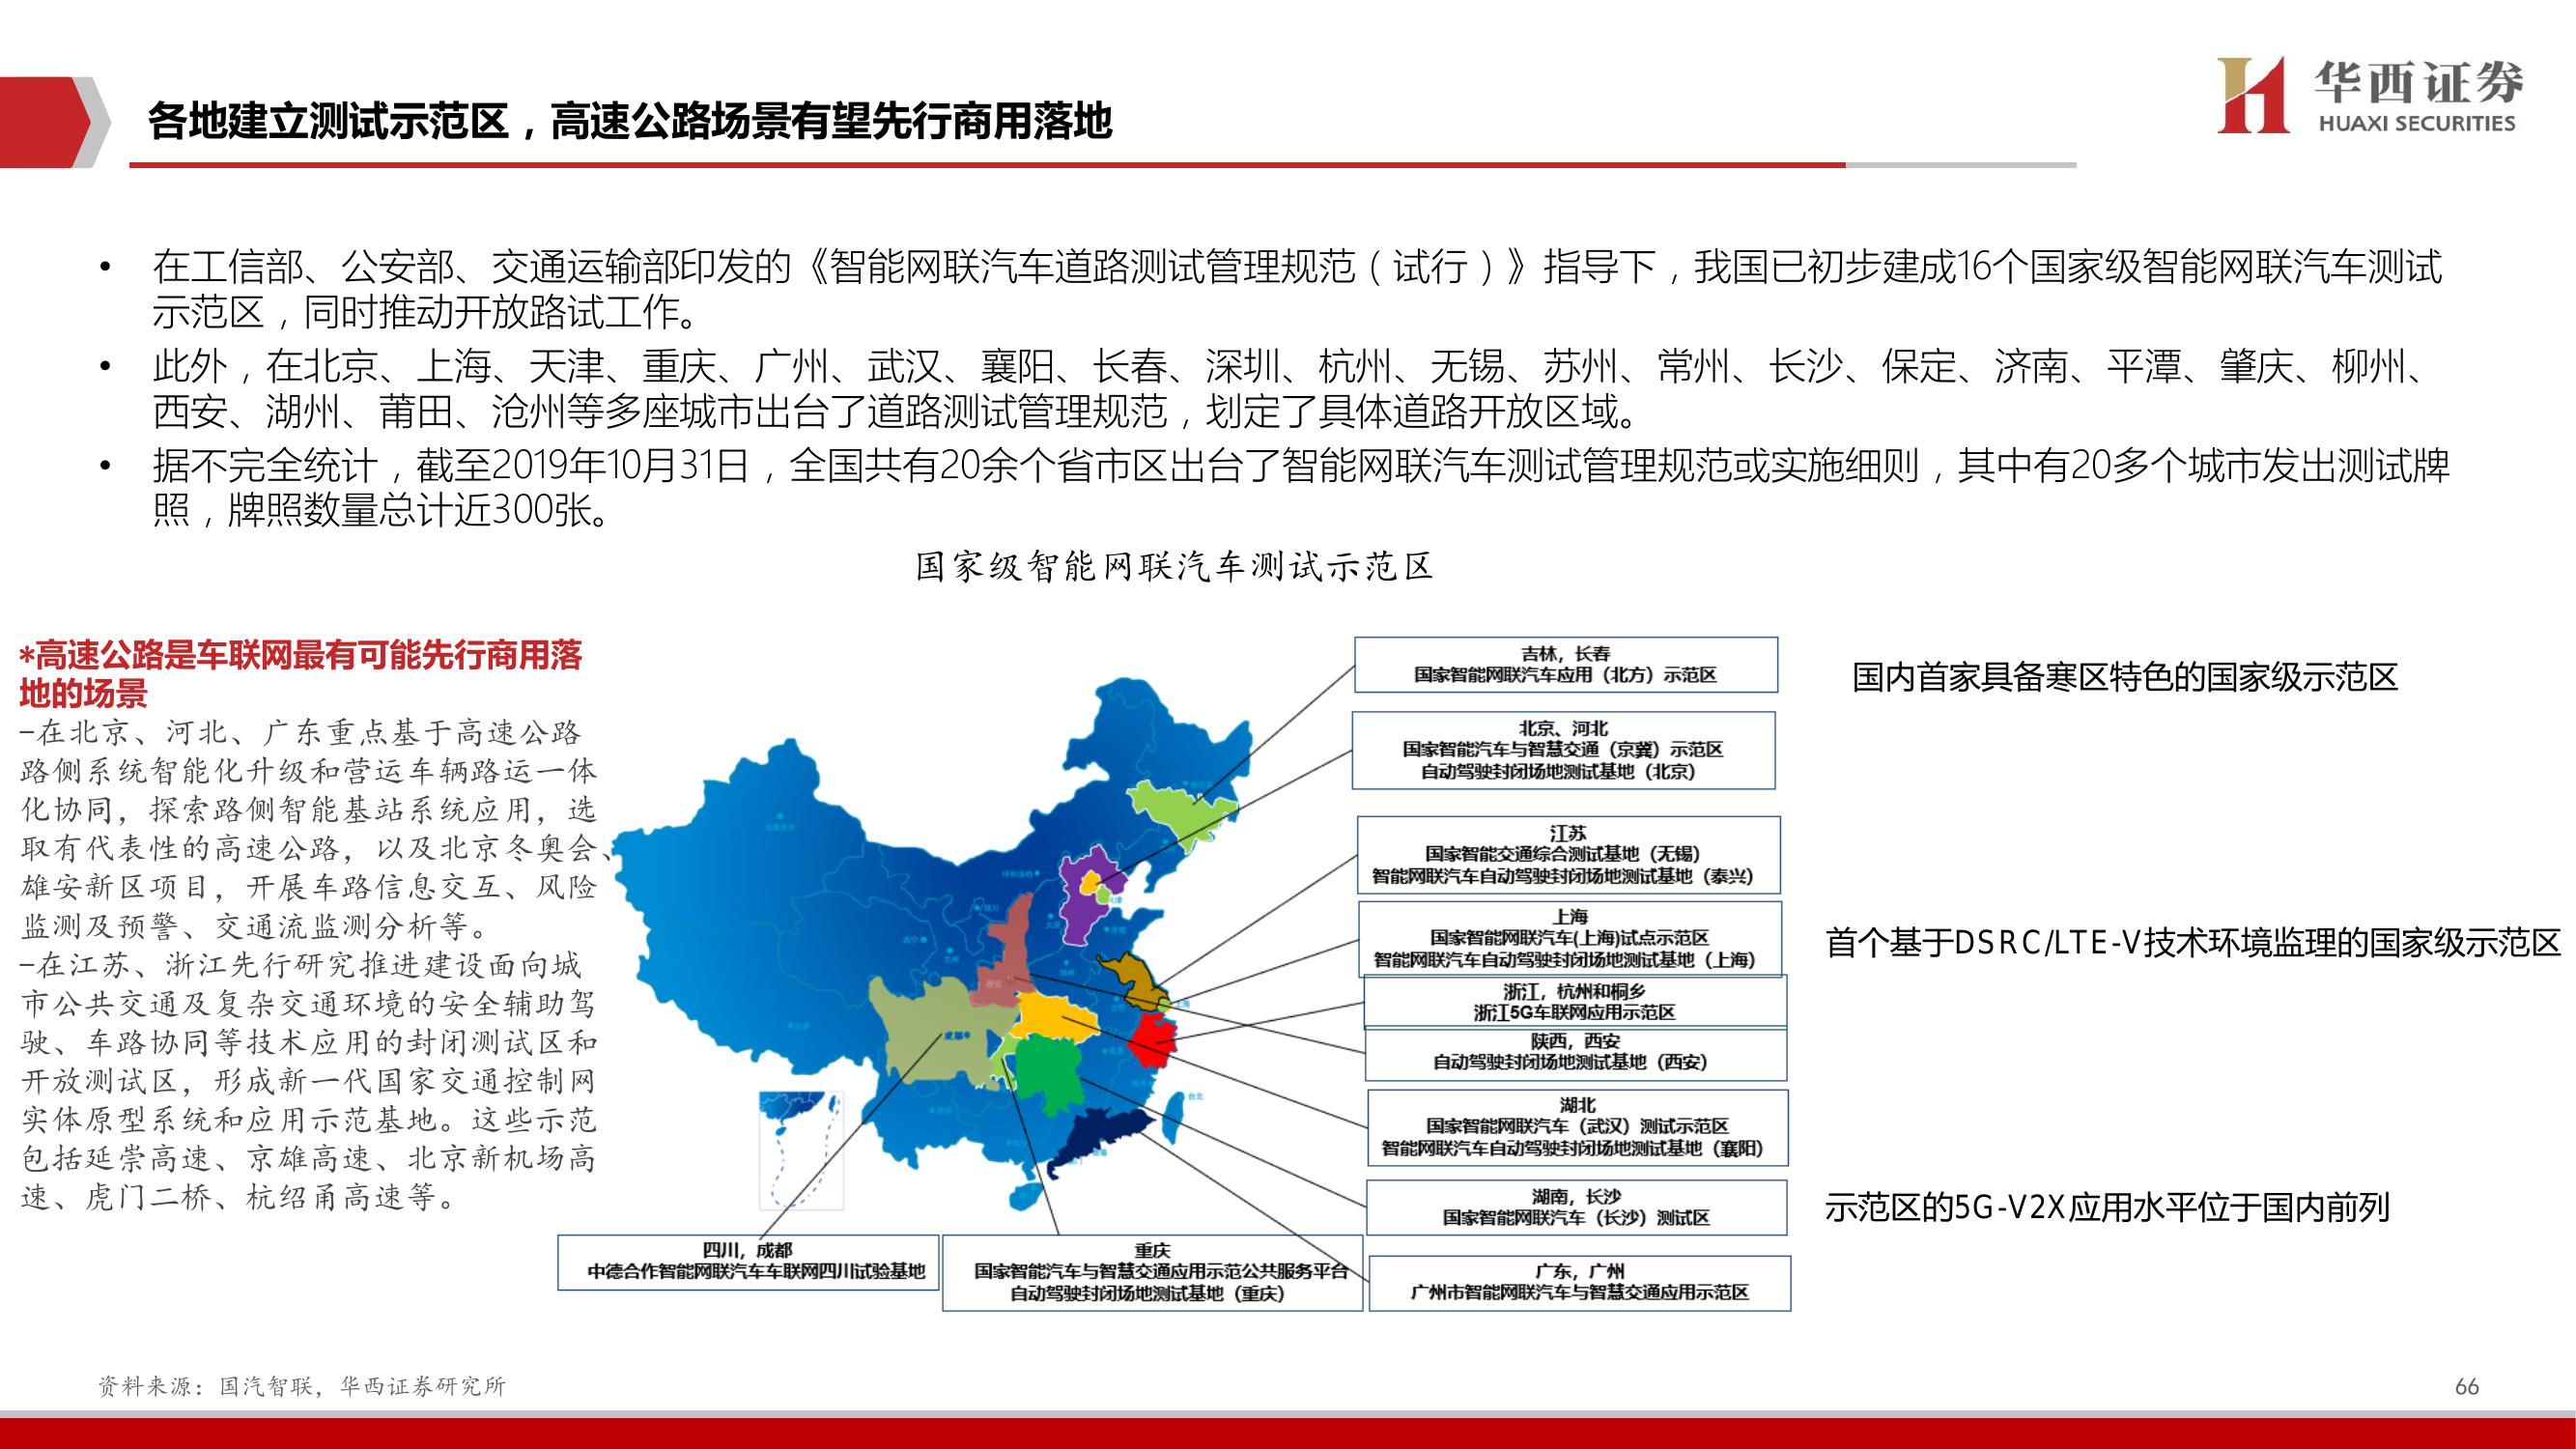 各地建立测试示范区，高速公路场景有望先行商用落地
华西证券
HUAXI SECURITIES
• 在工信部、公安部、交通运输部印发的《智能网联汽车道路测试管理规范（试行）》指导下，我国已初步建成16个国家级智能网联汽车测试
示范区，同时推动开放路试工作。
• 此外，在北京、上海、天津、重庆、广州、武汉、襄阳、长春、深圳、杭州、无锡、苏州、常州、长沙、保定、济南、平潭、肇庆、柳州、
西安、湖州、莆田、沧州等多座城市出台了道路测试管理规范，划定了具体道路开放区域。
• 据不完全统计，截至2019年10月31日，全国共有20余个省市区出台了智能网联汽车测试管理规范或实施细则，其中有20多个城市发出测试牌
照，牌照数量总计近300张。
国家级智能网联汽车测试示范区
*高速公路是车联网最有可能先行商用落
地的场景
-在北京、河北、广东重点基于高速公路
路侧系统智能化升级和营运车辆路运一体
化协同，探索路侧智能基站系统应用，选
取有代表性的高速公路，以及北京冬奥会、
雄安新区项目，开展车路信息交互、风险
监测及预警、交通流监测分析等。
-在江苏、浙江先行研究推进建设面向城
市公共交通及复杂交通环境的安全辅助驾
驶、车路协同等技术应用的封闭测试区和
开放测试区，形成新一代国家交通控制网
实体原型系统和应用示范基地。这些示范
包括延崇高速、京雄高速、北京新机场高
速、虎门二桥、杭绍甬高速等。
吉林，长春
国家智能网联汽车应用（北方）示范区
北京、河北
国家智能汽车与智慧交通（京冀）示范区
自动驾驶封闭场地测试基地（北京）
江苏
国家智能交通综合测试基地（无锡）
智能网联汽车自动驾驶封闭场地测试基地（泰兴）
上海
国家智能网联汽车(上海)试点示范区
智能网联汽车自动驾驶封闭场地测试基地（上海）
浙江，杭州和桐乡
浙江5G车联网应用示范区
陕西，西安
自动驾驶封闭场地测试基地（西安）
湖北
国家智能网联汽车（武汉）测试示范区
智能网联汽车自动驾驶封闭场地测试基地（襄阳）
湖南，长沙
国家智能网联汽车（长沙）测试区
广东，广州
广州市智能网联汽车与智慧交通应用示范区
四川，成都
中德合作智能网联汽车车联网四川试验基地
重庆
国家智能汽车与智慧交通应用示范公共服务平台
自动驾驶封闭场地测试基地（重庆）
国内首家具备寒区特色的国家级示范区
首个基于DSRC/LTE-V技术环境监理的国家级示范区
示范区的5G-V2X应用水平位于国内前列
资料来源：国汽智联，华西证券研究所
66